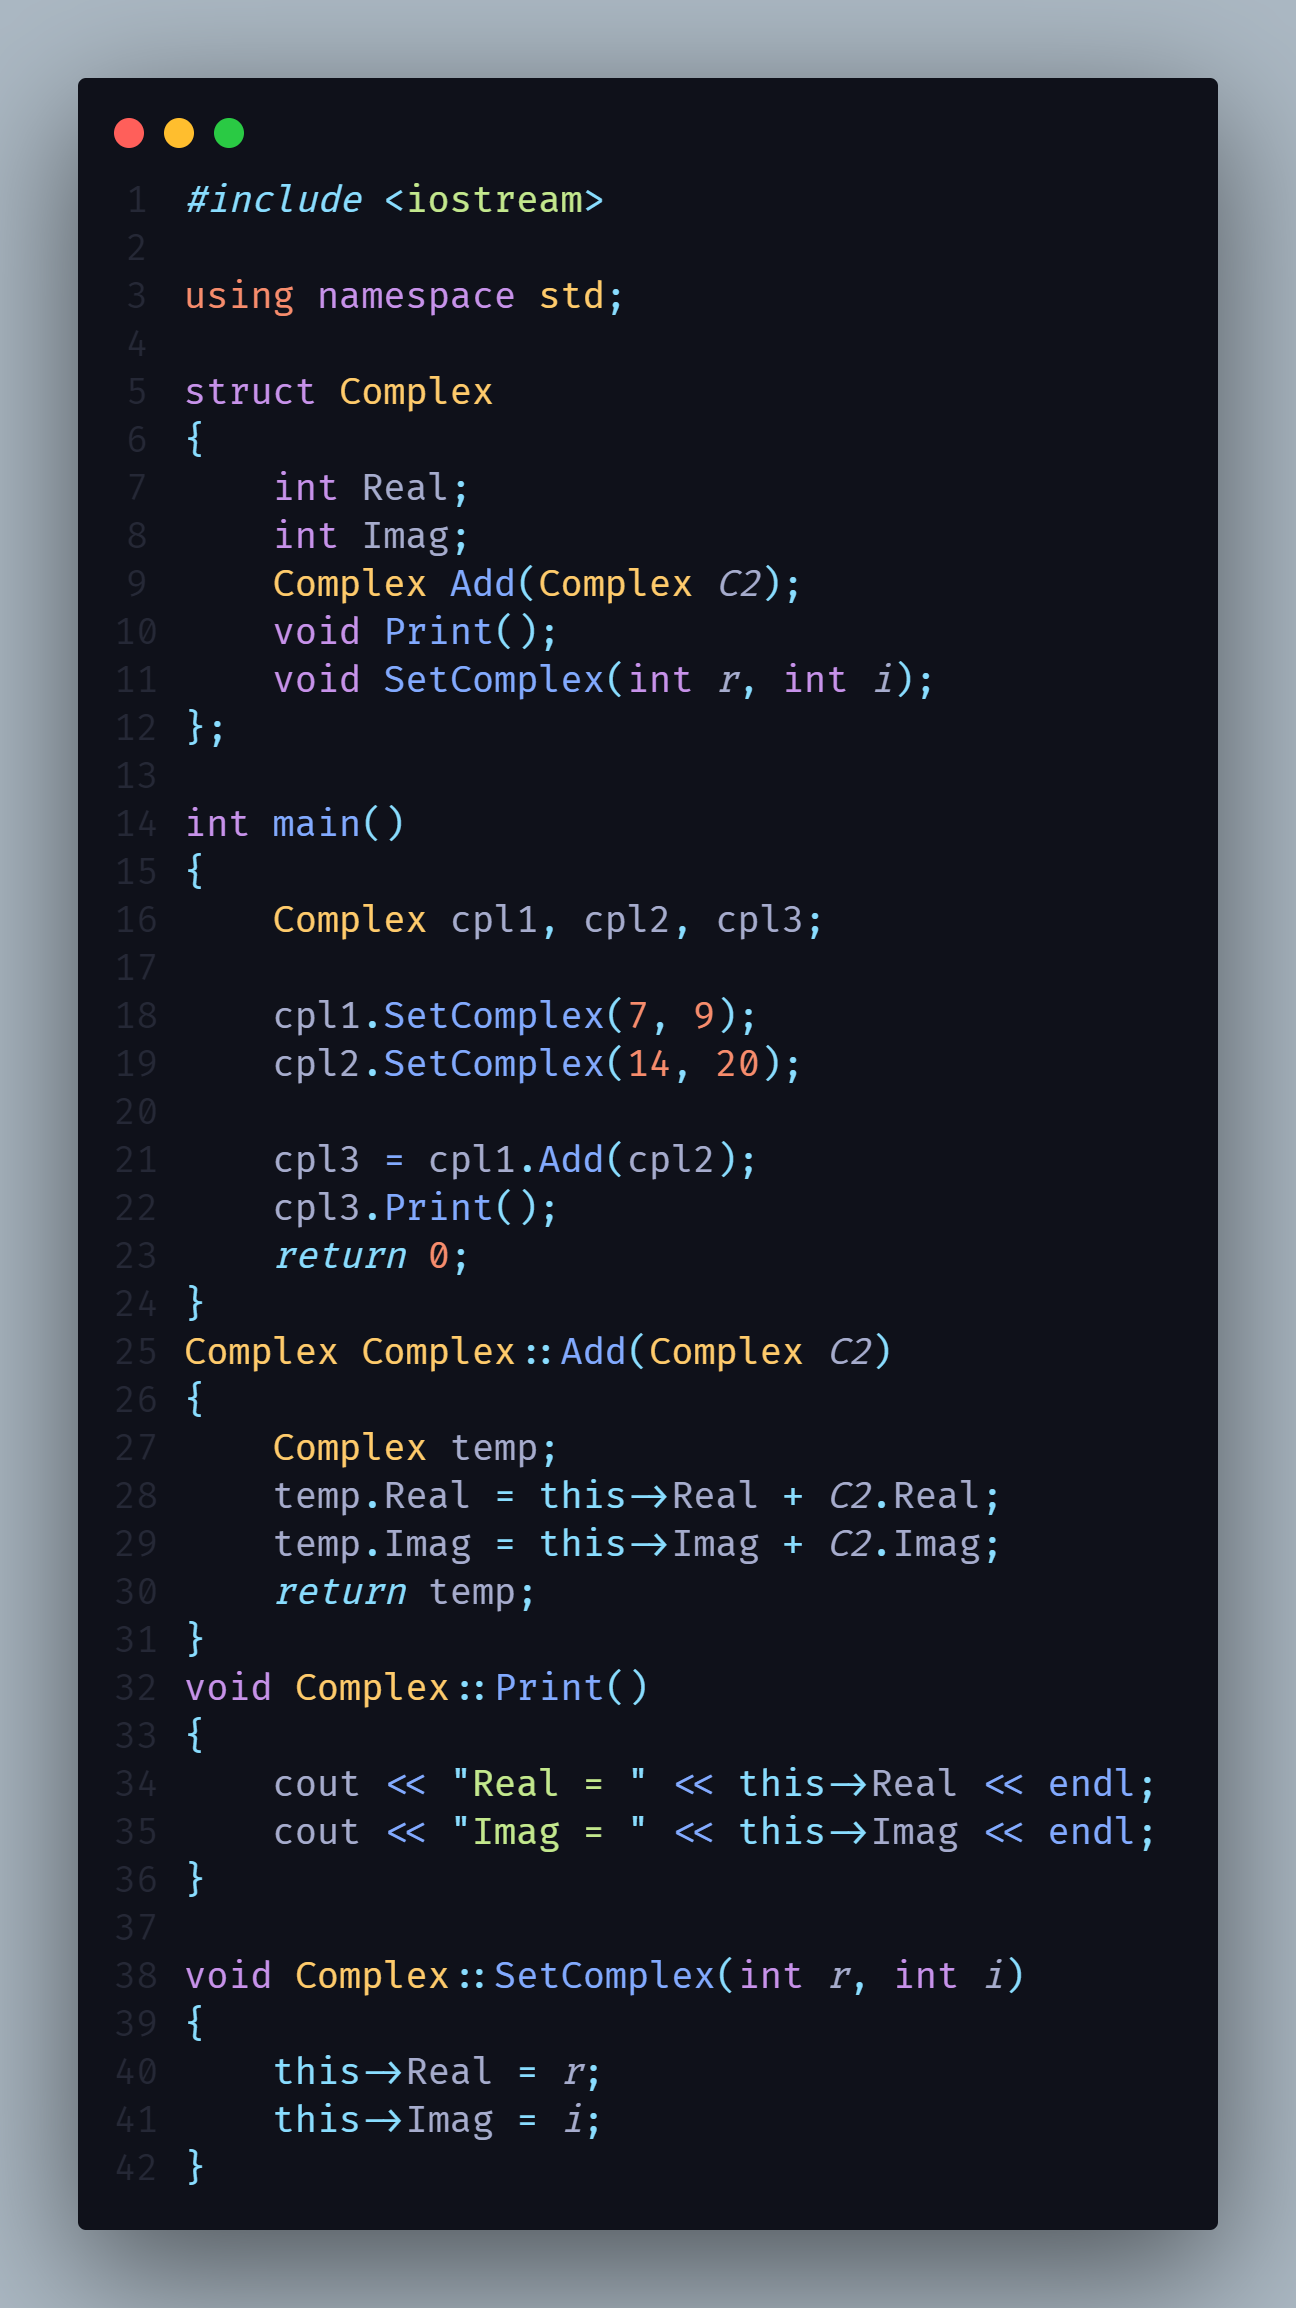 1 #include <iostream>
2
3 using namespace std;
4
5 struct Complex
6 {
7     int Real;
8     int Imag;
9     Complex Add(Complex C2);
10     void Print();
11     void SetComplex(int r, int i);
12 };
13
14 int main()
15 {
16     Complex cpl1, cpl2, cpl3;
17
18     cpl1.SetComplex(7, 9);
19     cpl2.SetComplex(14, 20);
20
21     cpl3 = cpl1.Add(cpl2);
22     cpl3.Print();
23     return 0;
24 }
25 Complex Complex::Add(Complex C2)
26 {
27     Complex temp;
28     temp.Real = this->Real + C2.Real;
29     temp.Imag = this->Imag + C2.Imag;
30     return temp;
31 }
32 void Complex::Print()
33 {
34     cout << "Real = " << this->Real << endl;
35     cout << "Imag = " << this->Imag << endl;
36 }
37
38 void Complex::SetComplex(int r, int i)
39 {
40     this->Real = r;
41     this->Imag = i;
42 }